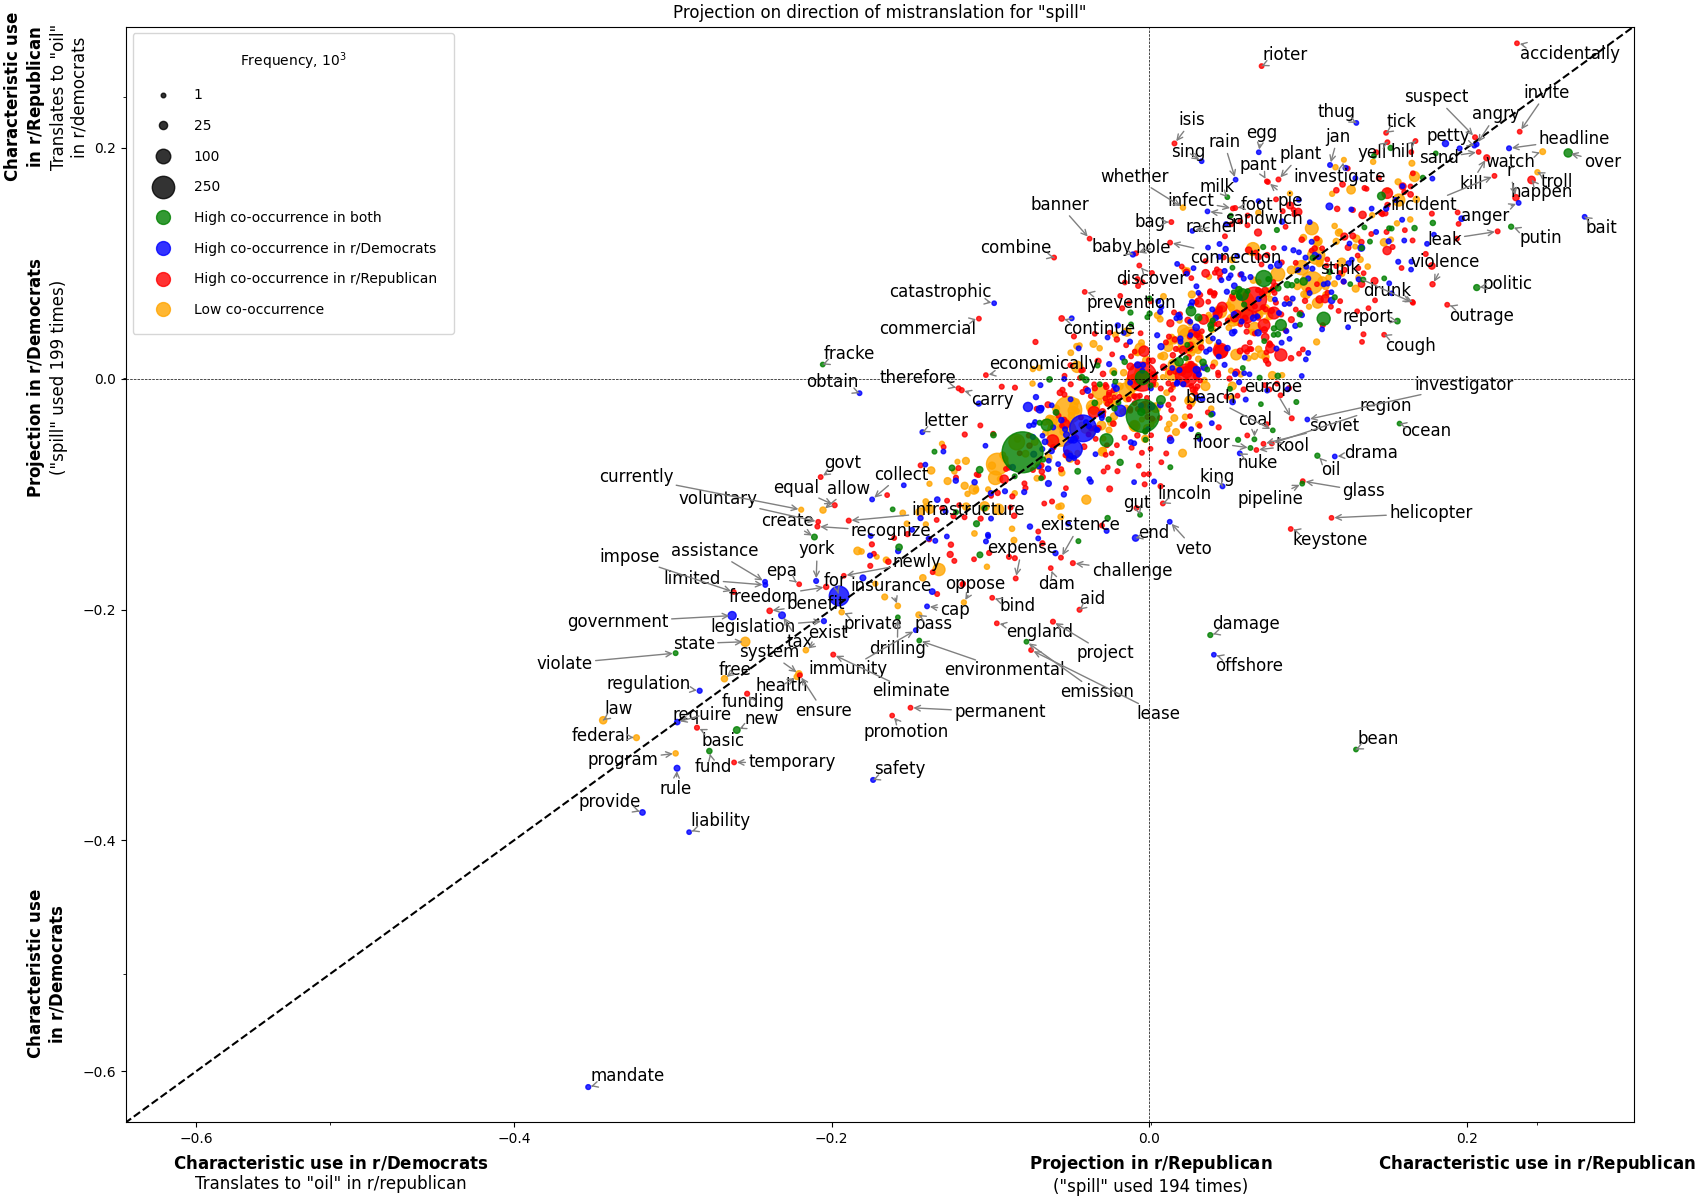 Projection on direction of mistranslation for "spill"
Characteristic use
in r/Republican
Translates to "oil"
in r/democrats
Projection in r/Democrats
("spill" used 199 times)
Characteristic use
in r/Democrats
0.2
0.0
−0.2
−0.4
−0.6
Frequency, 10³
1
25
100
250
High co-occurrence in both
High co-occurrence in r/Democrats
High co-occurrence in r/Republican
Low co-occurrence
rioter
accidentally
suspect
invite
thug
tick
angry
isis
rain
egg
jan
petty
headline
sing
pant
plant
yell
hill
sand
watch
over
whether
milk
investigate
kill
r
troll
happen
infect
foot
pie
incident
banner
bag
sandwich
rachel
anger
bait
combine
baby
hole
leak
putin
connection
stink
violence
discover
catastrophic
prevention
drunk
politic
commercial
continue
report
outrage
cough
fracke
economically
obtain
therefore
carry
beach
europe
investigator
region
letter
coal
soviet
ocean
floor
kool
drama
govt
nuke
oil
currently
equal
allow
collect
king
glass
voluntary
gut
lincoln
pipeline
create
infrastructure
existence
helicopter
recognize
end
keystone
york
expense
veto
impose
assistance
newly
epa
challenge
limited
for
insurance
oppose
dam
freedom
benefit
cap
bind
aid
government
legislation
private
pass
england
damage
state
tax
exist
drilling
project
violate
system
immunity
environmental
offshore
free
regulation
health
eliminate
emission
funding
ensure
law
require
new
permanent
lease
federal
basic
promotion
bean
program
fund
temporary
safety
rule
provide
liability
mandate
−0.6
−0.4
−0.2
0.0
0.2
Characteristic use in r/Democrats
Translates to "oil" in r/republican
Projection in r/Republican
("spill" used 194 times)
Characteristic use in r/Republican